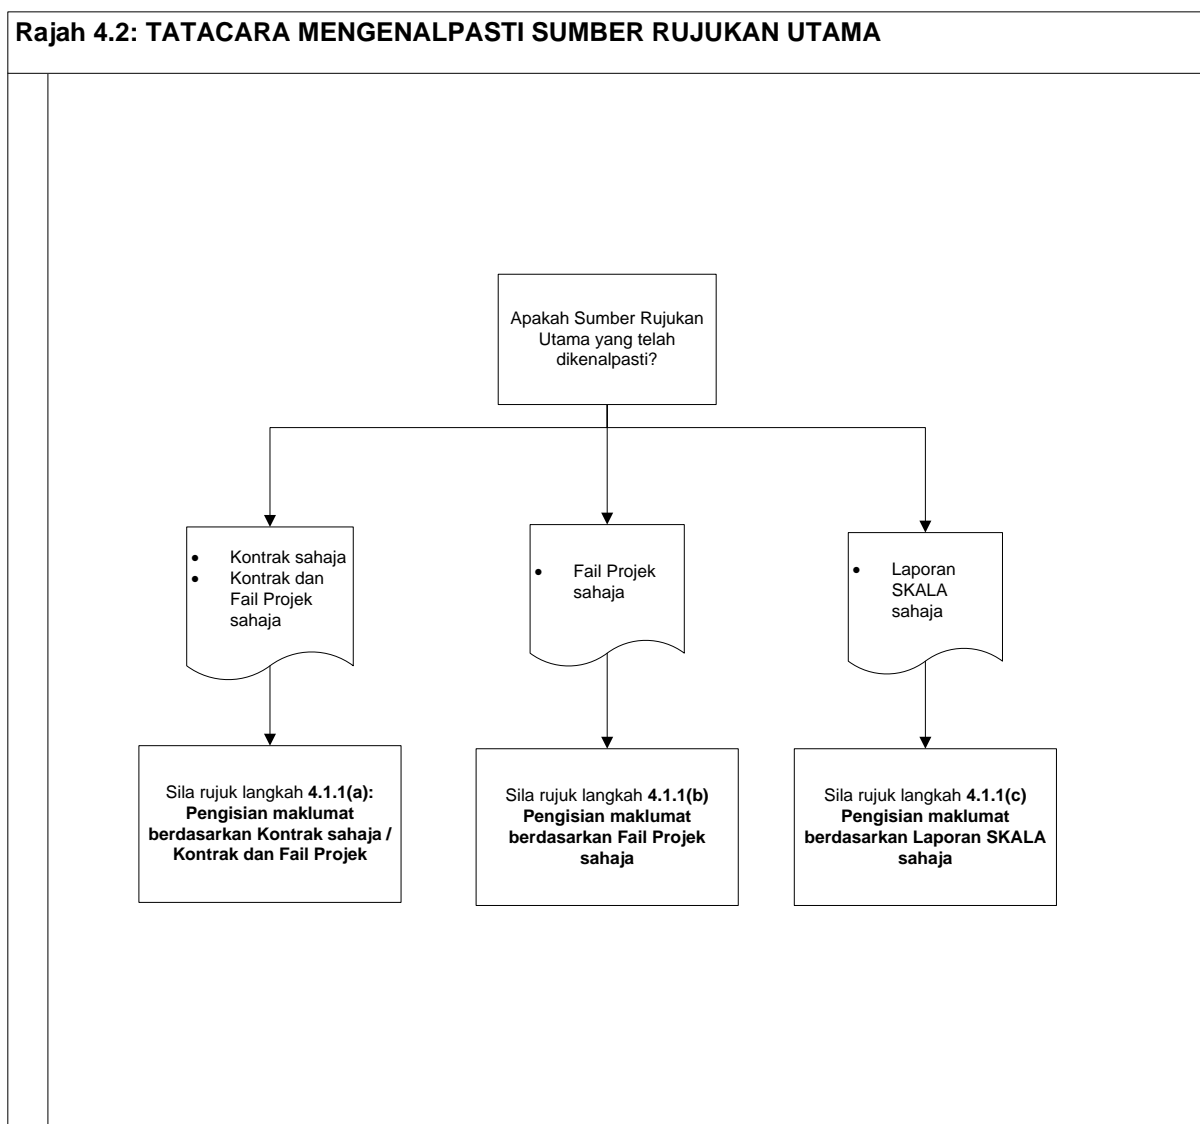 Rajah 4.2: TATACARA MENGENALPASTI SUMBER RUJUKAN UTAMA
Apakah Sumber Rujukan
Utama yang telah
dikenalpasti?
• Kontrak sahaja
• Kontrak dan
Fail Projek
sahaja
• Fail Projek
sahaja
• Laporan
SKALA
sahaja
Sila rujuk langkah 4.1.1(a):
Pengisian maklumat
berdasarkan Kontrak sahaja /
Kontrak dan Fail Projek
Sila rujuk langkah 4.1.1(b)
Pengisian maklumat
berdasarkan Fail Projek
sahaja
Sila rujuk langkah 4.1.1(c)
Pengisian maklumat
berdasarkan Laporan SKALA
sahaja